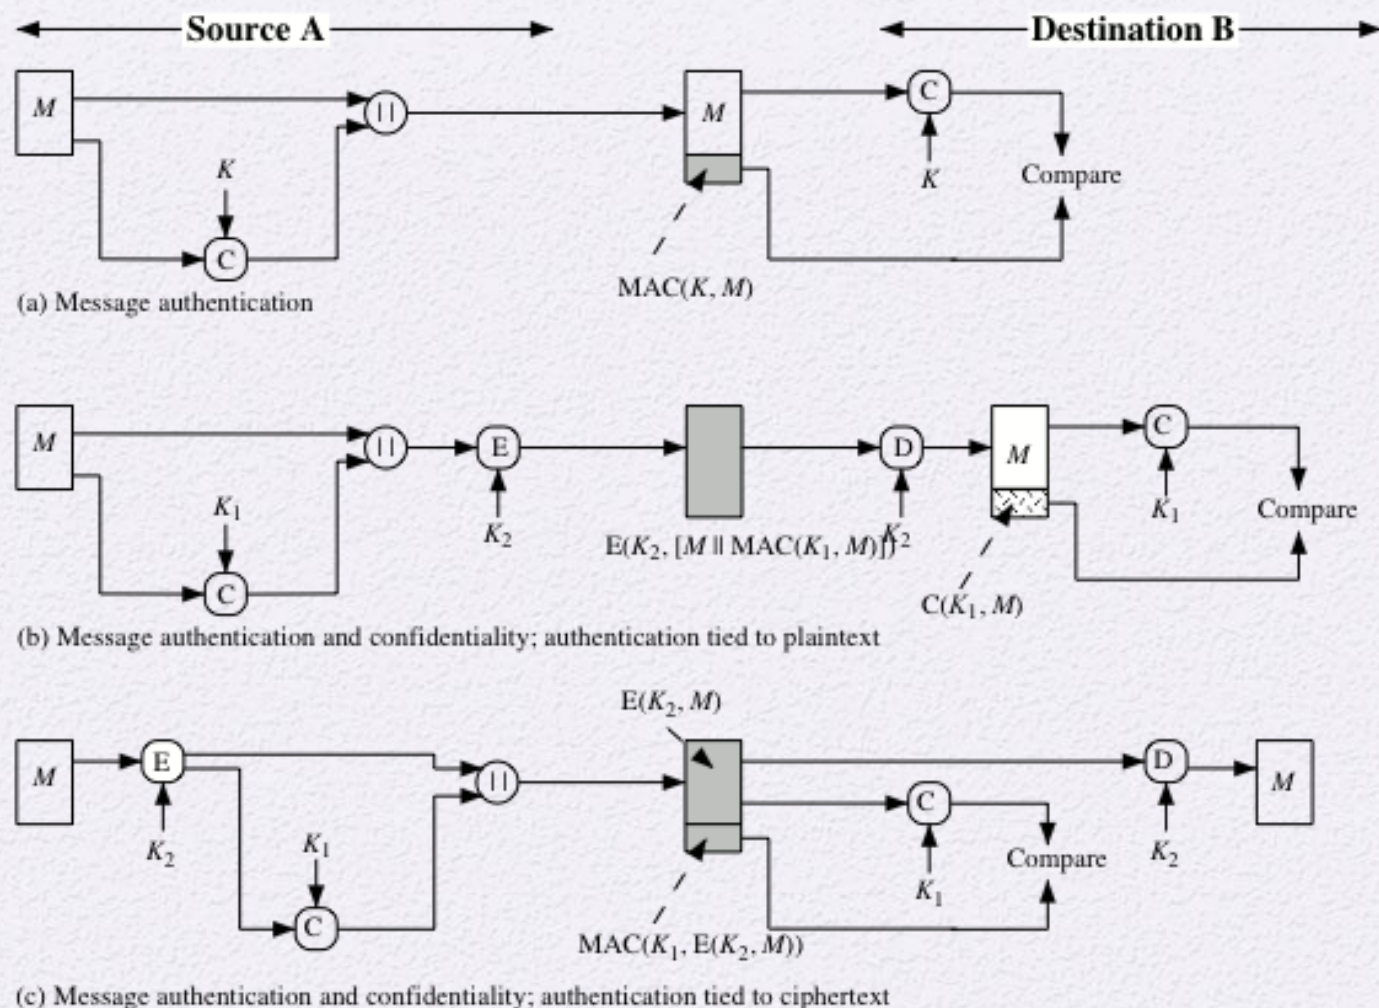 Source A
Destination B
M
||
M
C
K
C
K
Compare
MAC(K, M)
(a) Message authentication
M
||
E
D
M
C
K1
K2
K2
K1
Compare
C
E(K2, [M || MAC(K1, M)])
C(K1, M)
(b) Message authentication and confidentiality; authentication tied to plaintext
E(K2, M)
M
E
||
D
M
C
K2
K1
K2
K1
Compare
C
MAC(K1, E(K2, M))
(c) Message authentication and confidentiality; authentication tied to ciphertext